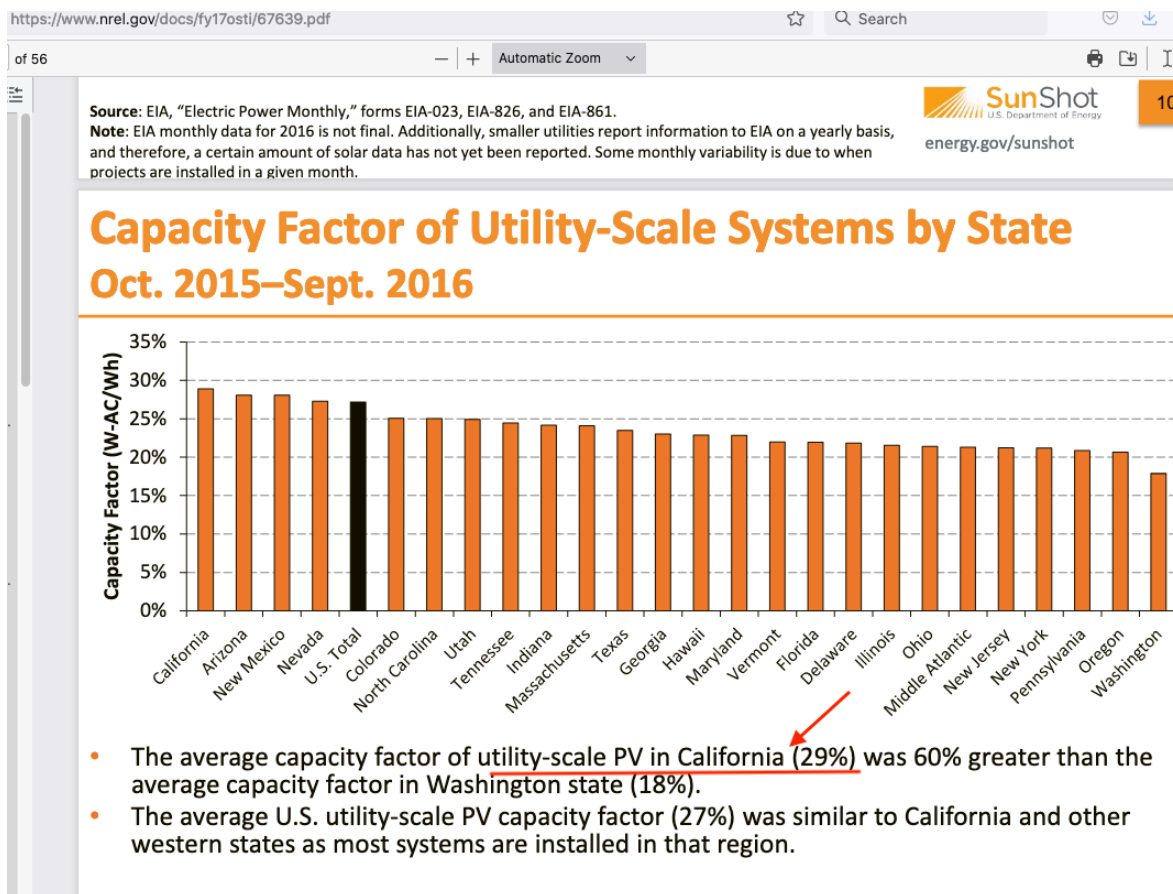 https://www.nrel.gov/docs/fy17osti/67639.pdf
Search
of 56
Automatic Zoom
Source: EIA, “Electric Power Monthly,” forms EIA-023, EIA-826, and EIA-861.
Note: EIA monthly data for 2016 is not final. Additionally, smaller utilities report information to EIA on a yearly basis,
and therefore, a certain amount of solar data has not yet been reported. Some monthly variability is due to when
projects are installed in a given month.
SunShot
U.S. Department of Energy
energy.gov/sunshot
10
Capacity Factor of Utility-Scale Systems by State
Oct. 2015–Sept. 2016
Capacity Factor (W-AC/Wh)
35%
30%
25%
20%
15%
10%
5%
0%
California
Arizona
New Mexico
Nevada
U.S. Total
Colorado
North Carolina
Utah
Tennessee
Indiana
Massachusetts
Texas
Georgia
Hawaii
Maryland
Vermont
Florida
Delaware
Illinois
Ohio
Middle Atlantic
New Jersey
New York
Pennsylvania
Oregon
Washington
• The average capacity factor of utility-scale PV in California (29%) was 60% greater than the
average capacity factor in Washington state (18%).
• The average U.S. utility-scale PV capacity factor (27%) was similar to California and other
western states as most systems are installed in that region.